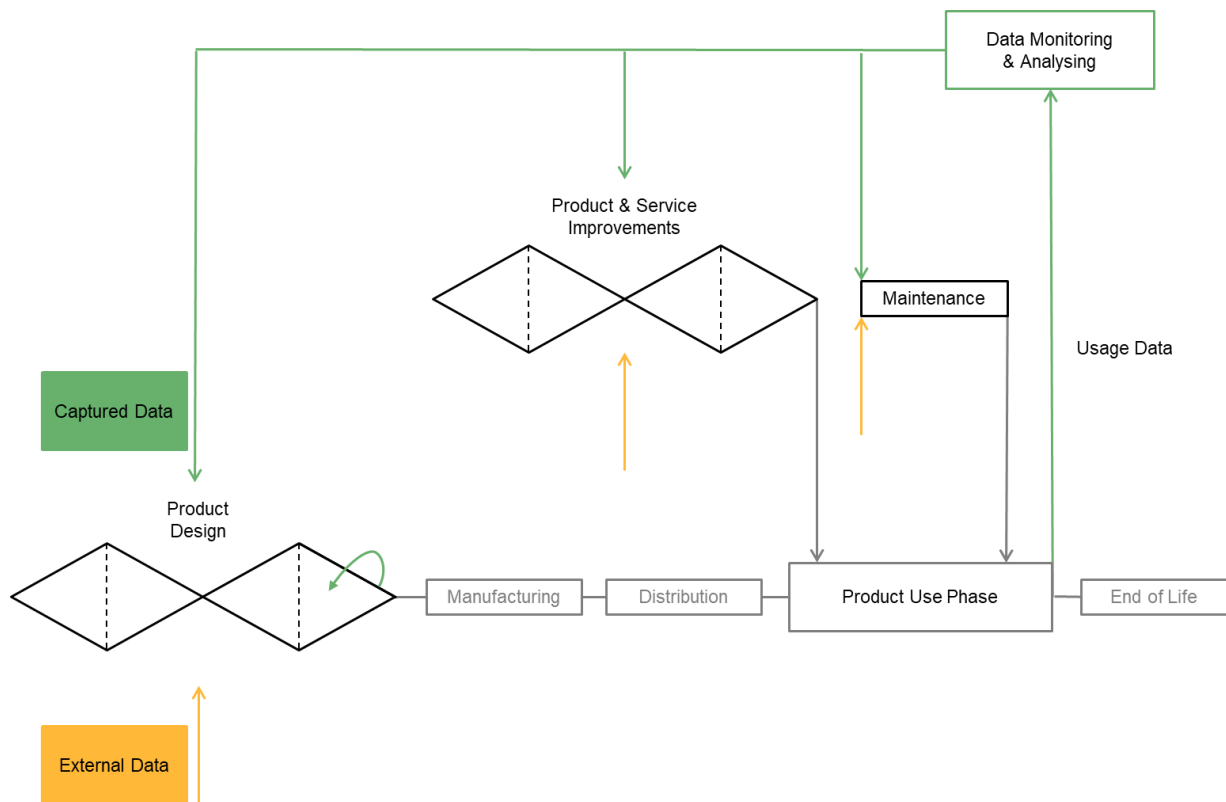 Data Monitoring
& Analysing
Product & Service
Improvements
Maintenance
Usage Data
Captured Data
Product
Design
Manufacturing
Distribution
Product Use Phase
End of Life
External Data